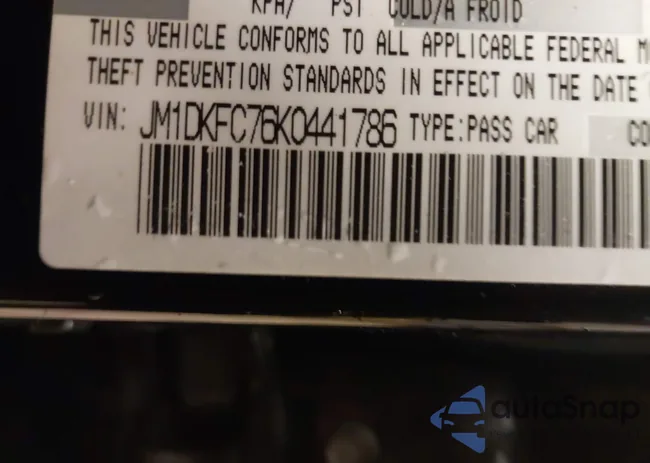 KPA/ PSI COLD/A FROID
THIS VEHICLE CONFORMS TO ALL APPLICABLE FEDERAL M
THEFT PREVENTION STANDARDS IN EFFECT ON THE DATE
VIN: JM1DKFC76K0441786 TYPE:PASS CAR CO
autoSnap